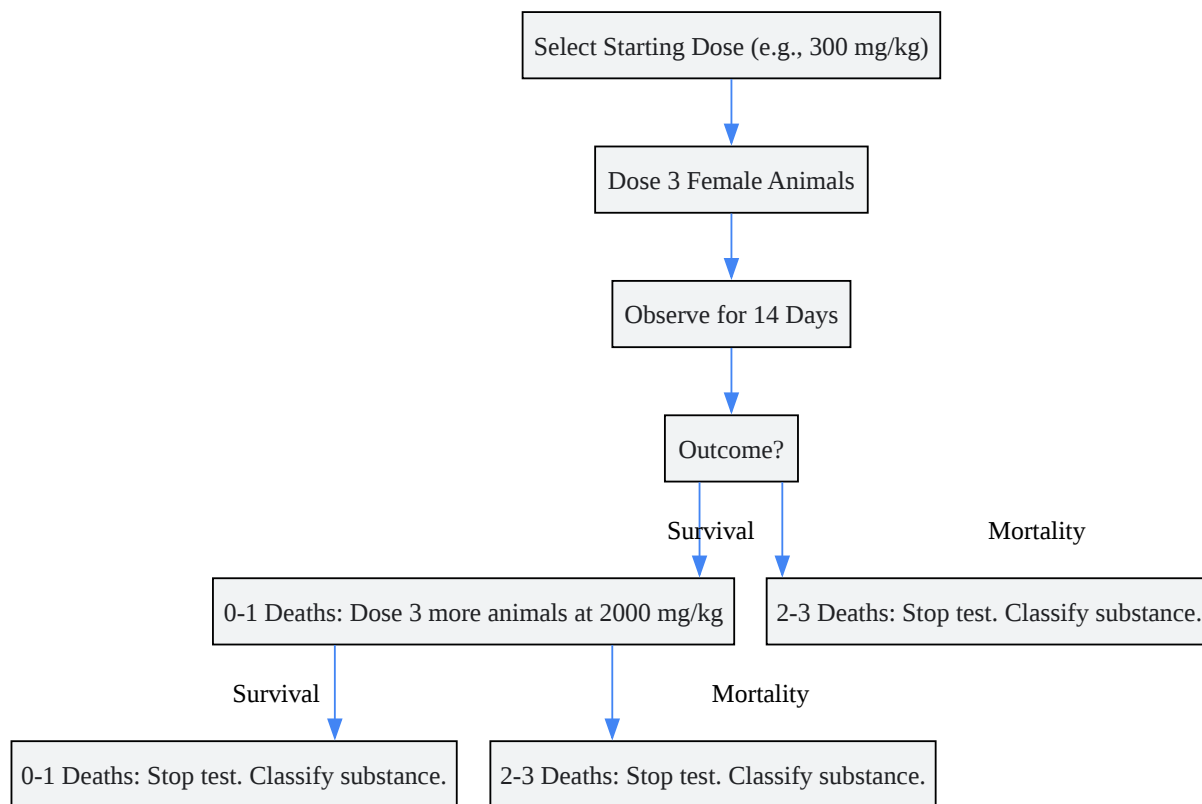 Select Starting Dose (e.g., 300 mg/kg)
Dose 3 Female Animals
Observe for 14 Days
Outcome?
Survival
Mortality
0-1 Deaths: Dose 3 more animals at 2000 mg/kg
2-3 Deaths: Stop test. Classify substance.
Survival
Mortality
0-1 Deaths: Stop test. Classify substance.
2-3 Deaths: Stop test. Classify substance.